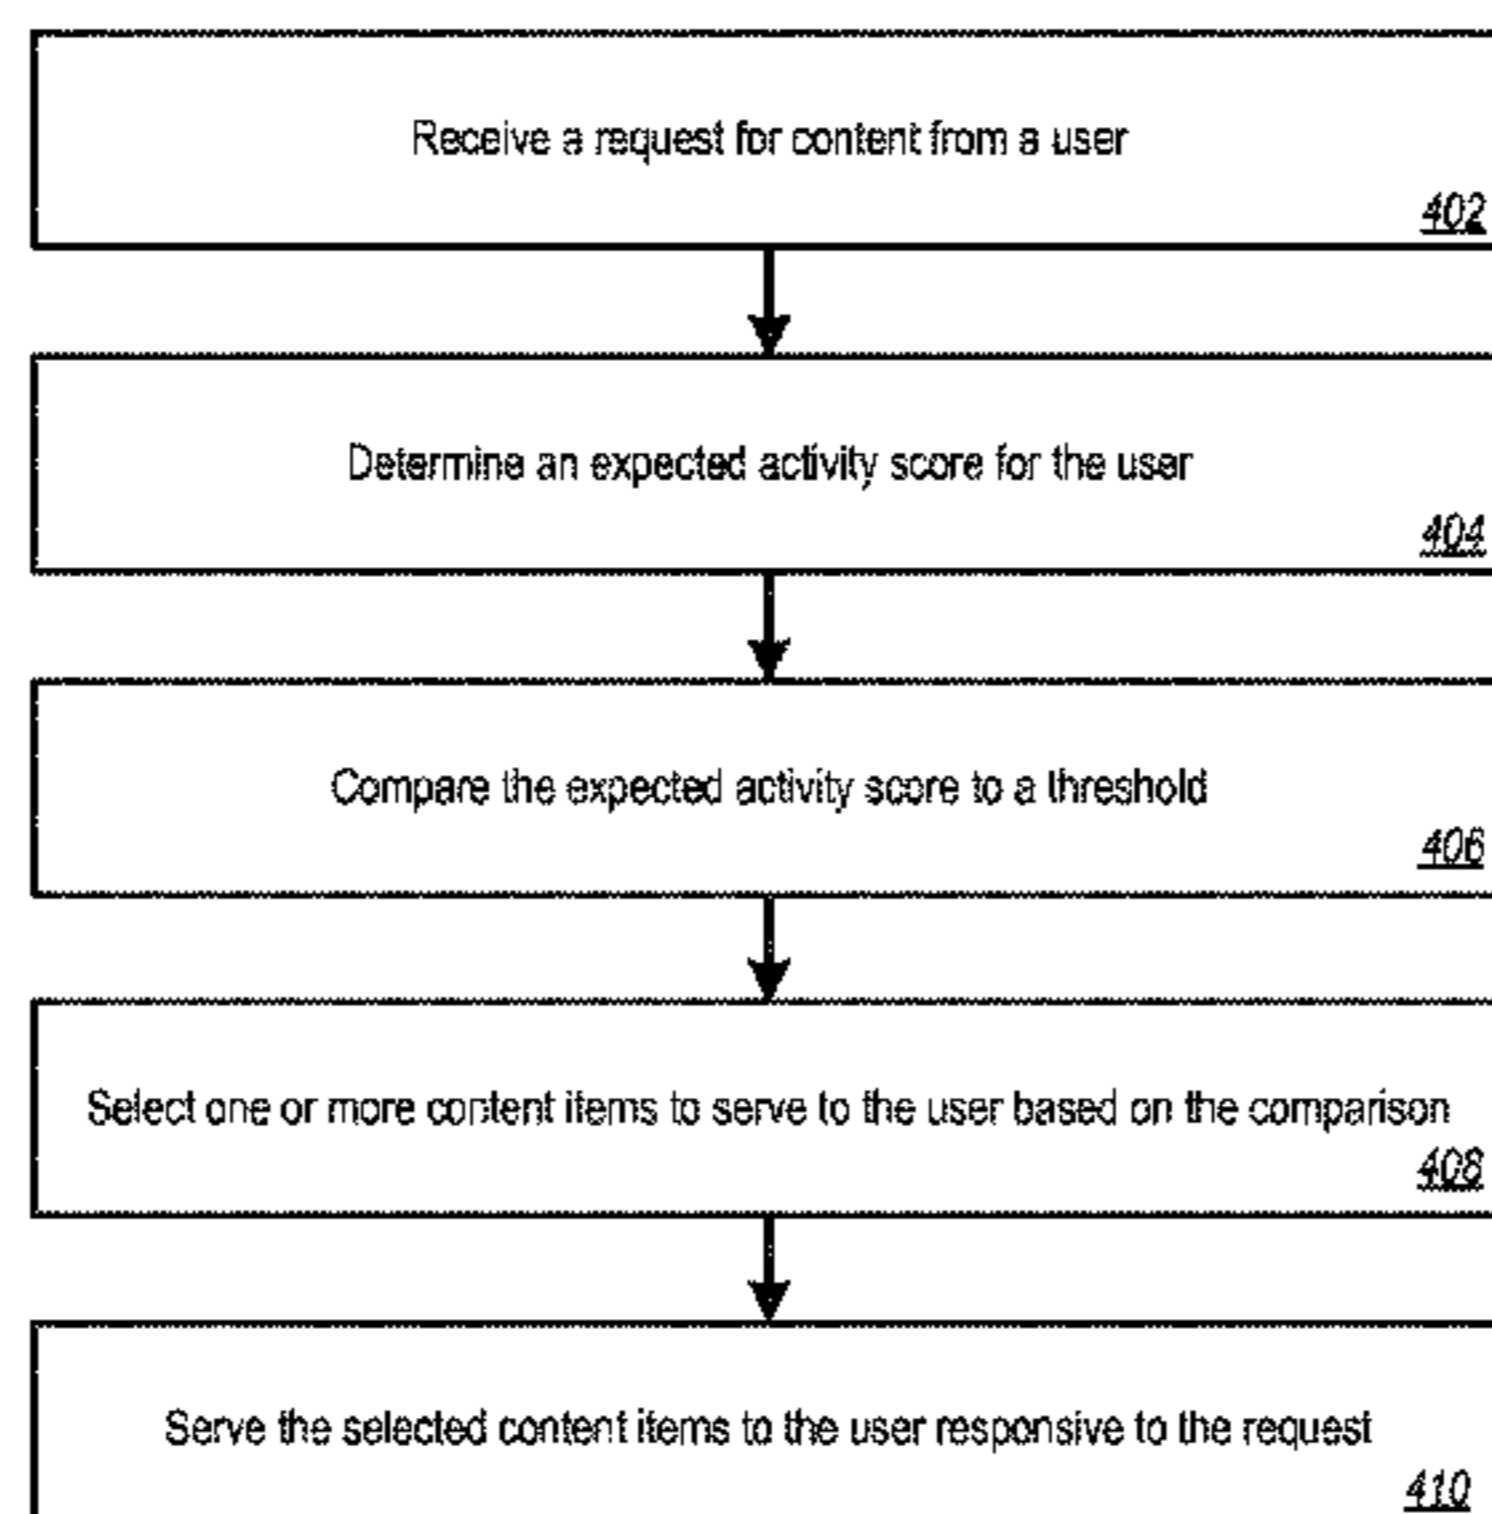 Receive a request for content from a user
402
Determine an expected activity score for the user
404
Compare the expected activity score to a threshold
406
Select one or more content items to serve to the user based on the comparison
408
Serve the selected content items to the user responsive to the request
410